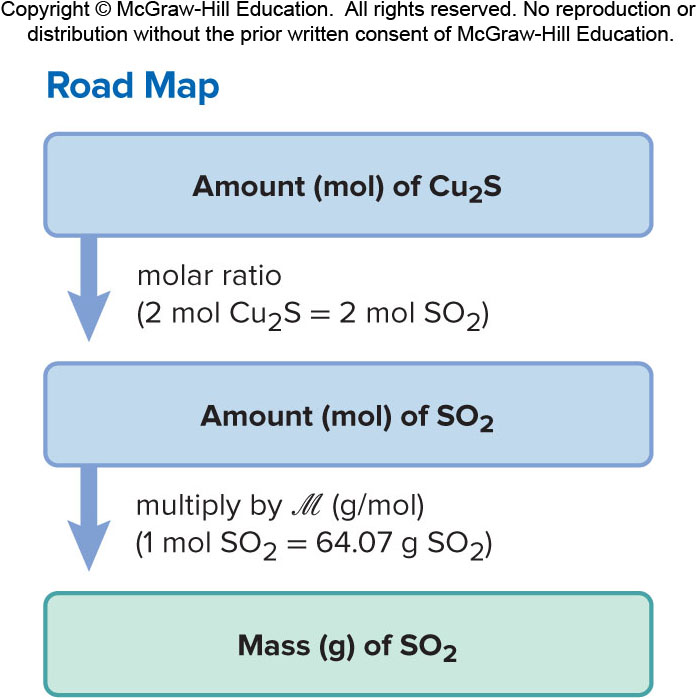 Copyright © McGraw-Hill Education.  All rights reserved. No reproduction or
distribution without the prior written consent of McGraw-Hill Education.
Road Map
Amount (mol) of Cu₂S
molar ratio
(2 mol Cu₂S = 2 mol SO₂)
Amount (mol) of SO₂
multiply by ℳ (g/mol)
(1 mol SO₂ = 64.07 g SO₂)
Mass (g) of SO₂